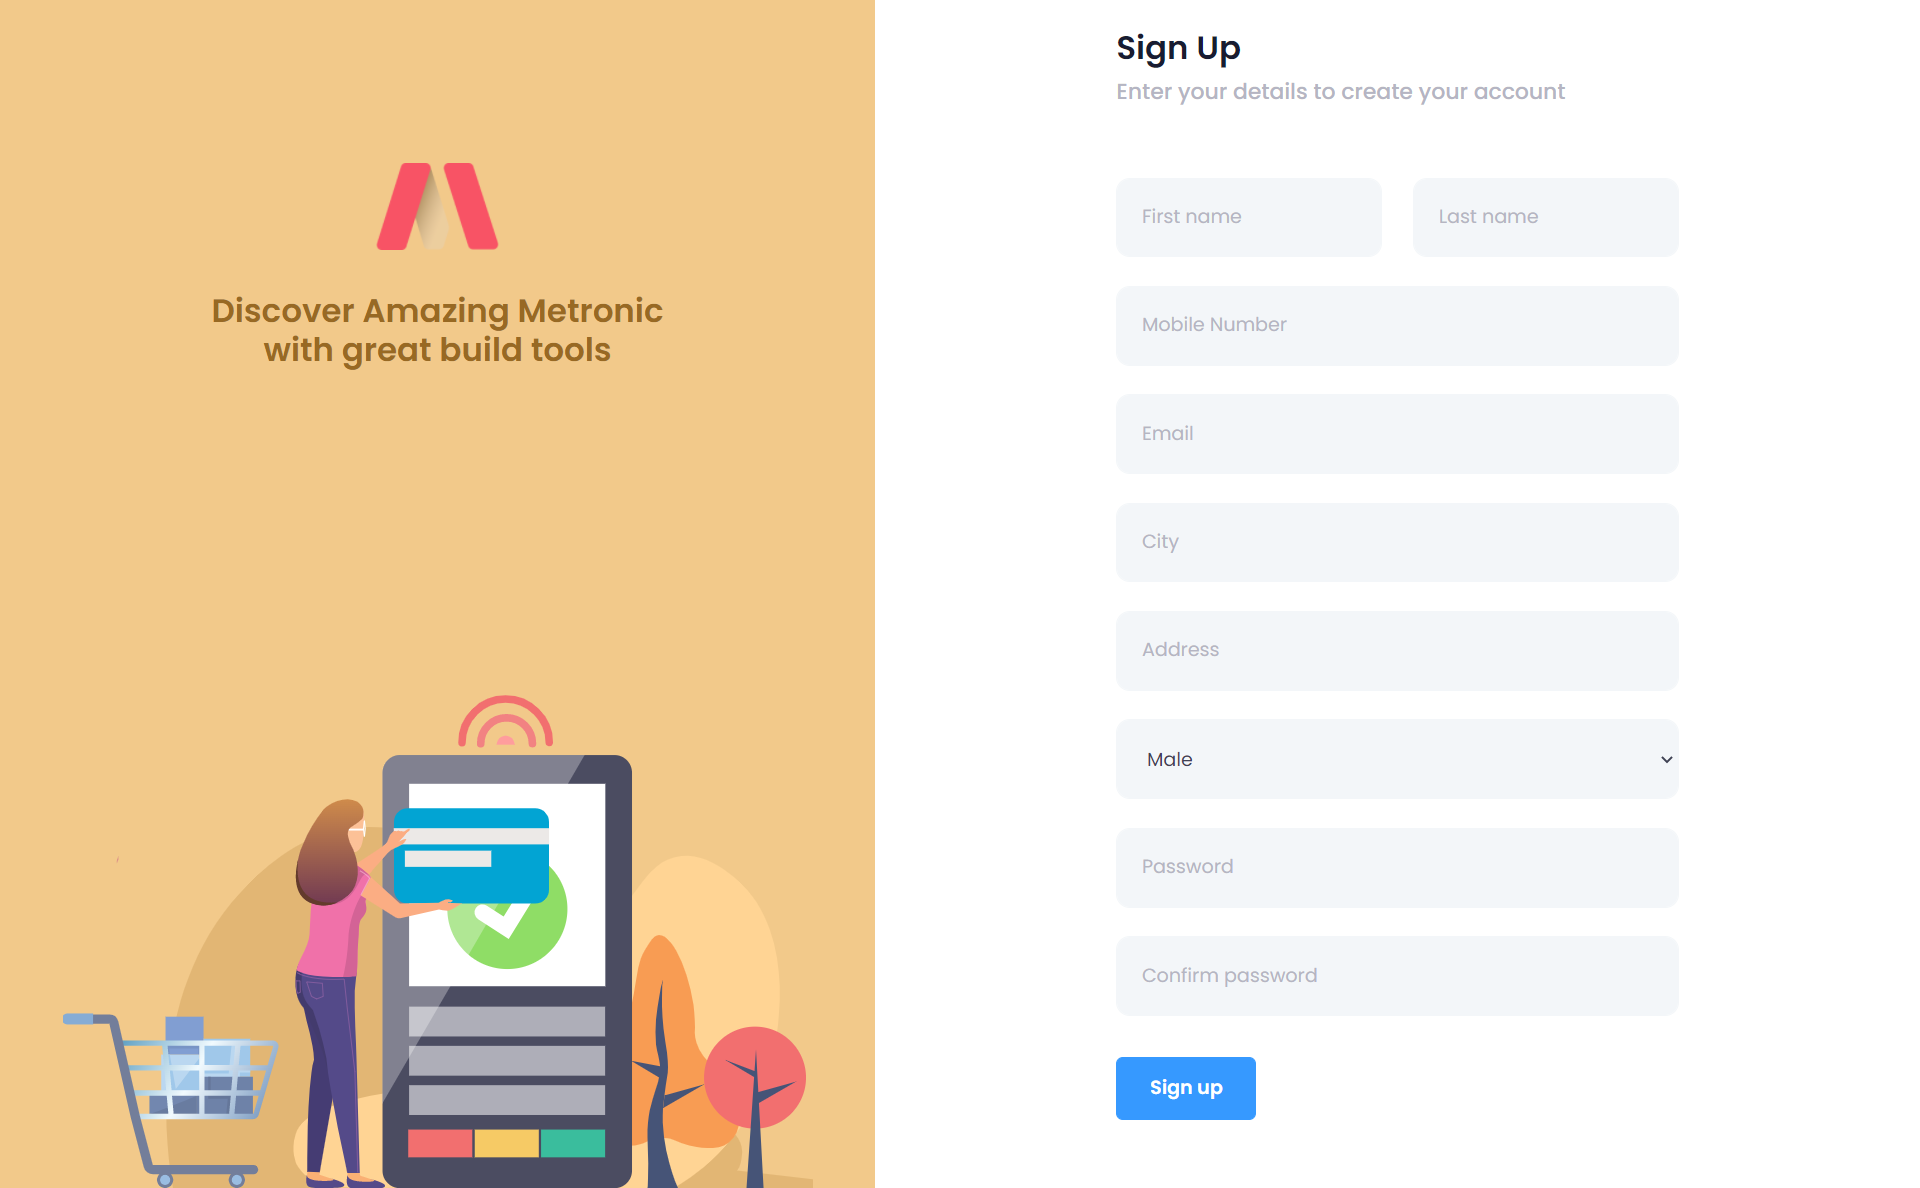 Discover Amazing Metronic
with great build tools
Sign Up
Enter your details to create your account
First name
Last name
Mobile Number
Email
City
Address
Male
Password
Confirm password
Sign up